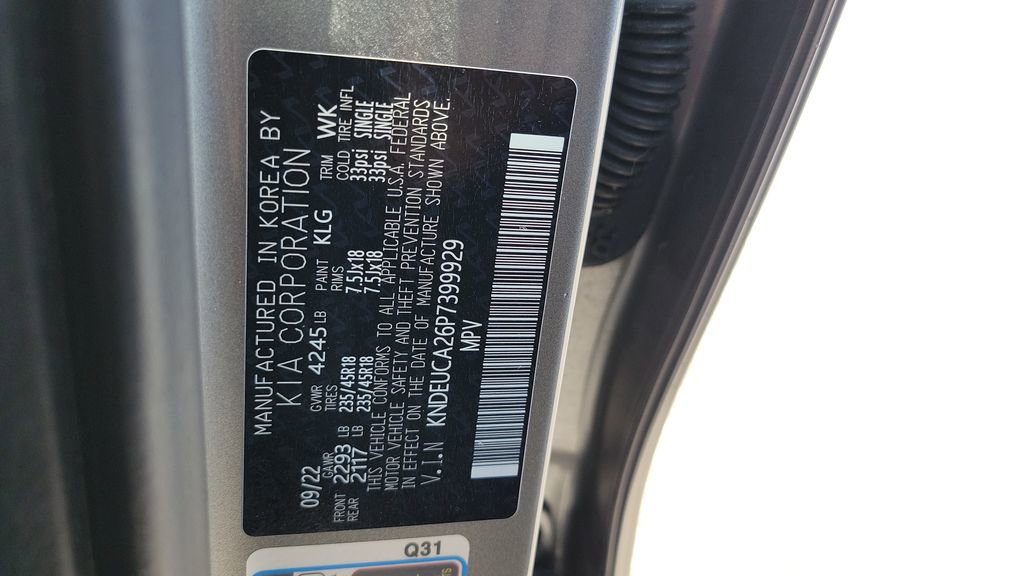 MANUFACTURED IN KOREA BY
KIA CORPORATION
09/22 GVWR 4245 LB PAINT KLG TRIM WK
GAWR TIRES RIMS COLD TIRE INFL
FRONT 2293 LB 235/45R18 7.5Jx18 33psi SINGLE
REAR 2117 LB 235/45R18 7.5Jx18 33psi SINGLE
THIS VEHICLE CONFORMS TO ALL APPLICABLE U.S.A. FEDERAL
MOTOR VEHICLE SAFETY AND THEFT PREVENTION STANDARDS
IN EFFECT ON THE DATE OF MANUFACTURE SHOWN ABOVE.
V.I.N KNDEUCA26P7399929
MPV
Q31